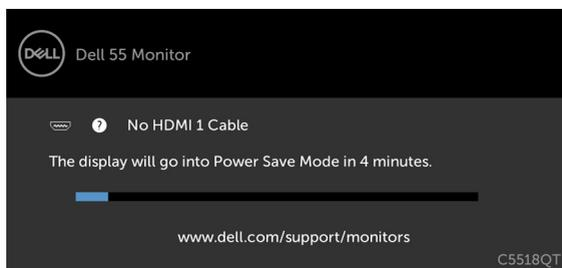 DELL
Dell 55 Monitor
? No HDMI 1 Cable
The display will go into Power Save Mode in 4 minutes.
www.dell.com/support/monitors
C5518QT